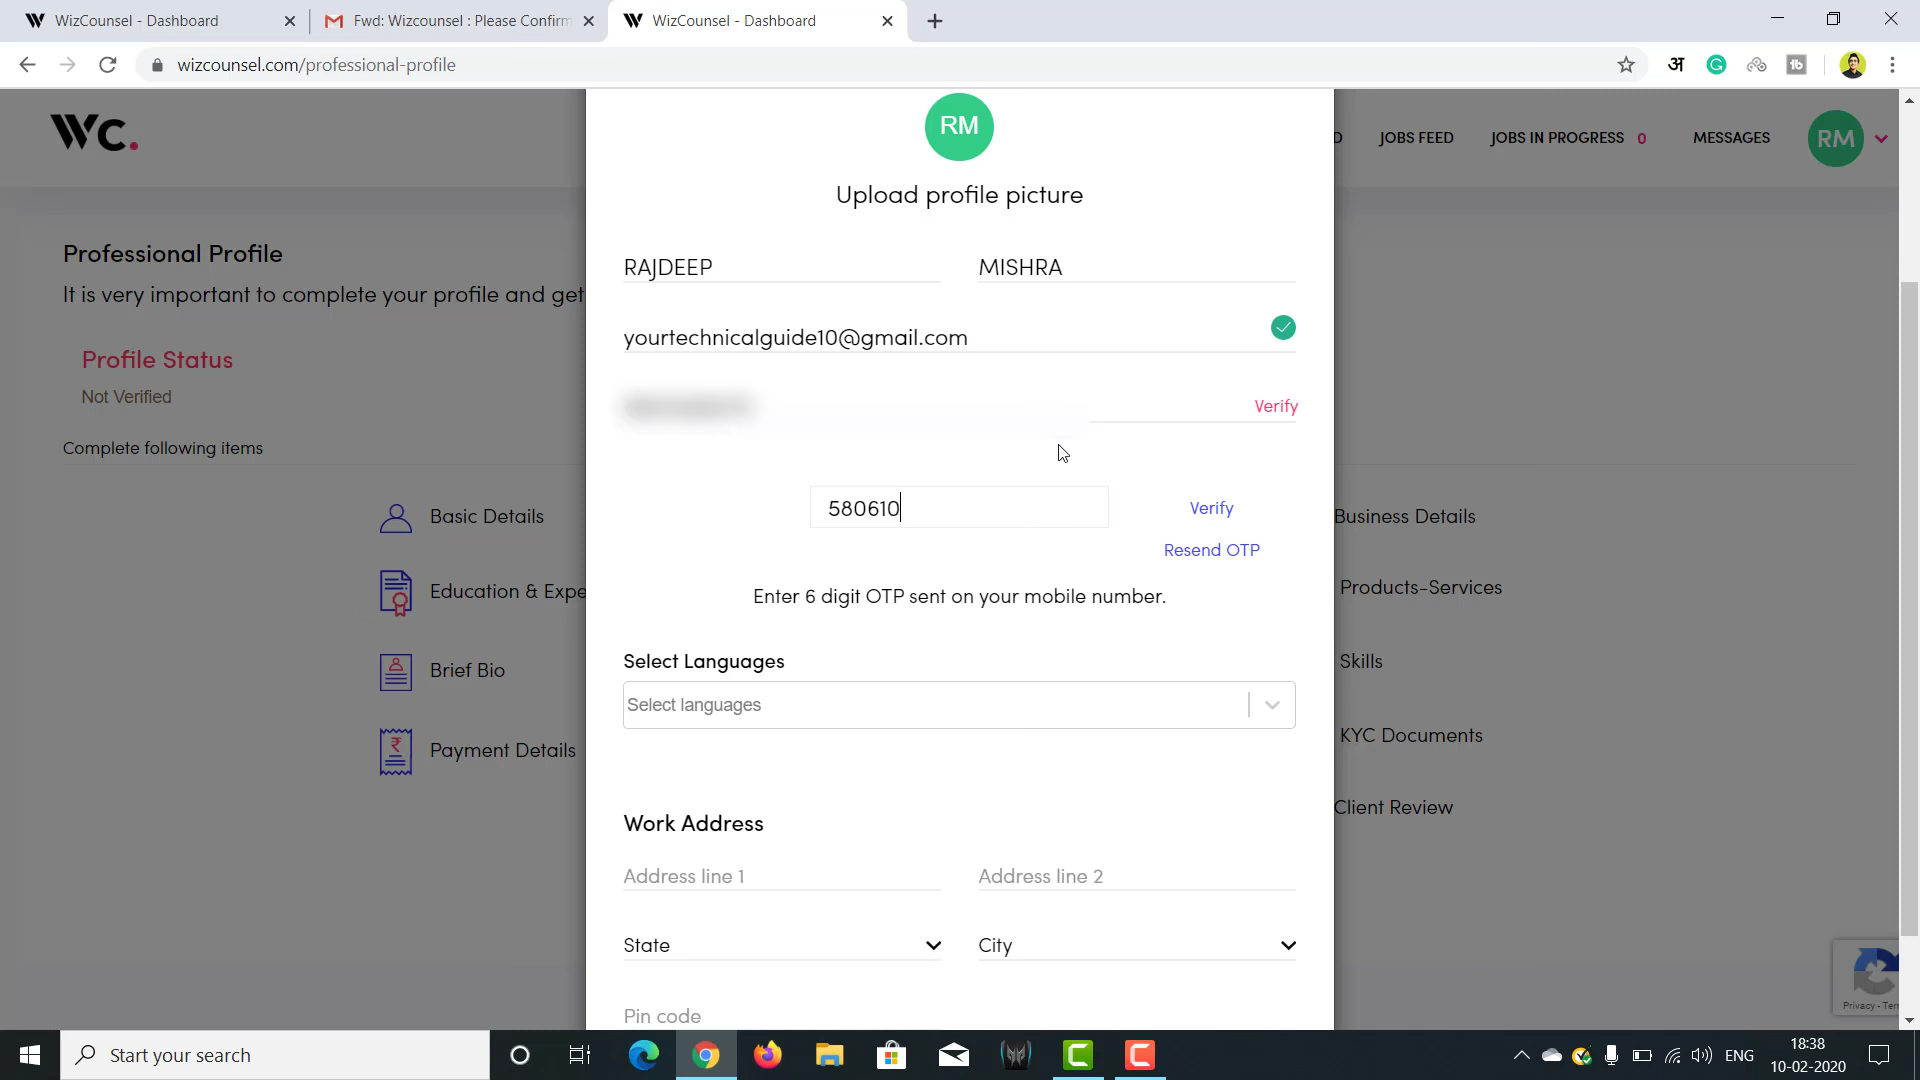 WizCounsel - Dashboard
Fwd: Wizcounsel : Please Confirm
WizCounsel - Dashboard
wizcounsel.com/professional-profile
अ
WC.
JOBS FEED
JOBS IN PROGRESS 0
MESSAGES
RM
RM
Upload profile picture
Professional Profile
It is very important to complete your profile and get
RAJDEEP
MISHRA
yourtechnicalguide10@gmail.com
Profile Status
Not Verified
Verify
Complete following items
580610
Verify
Resend OTP
Enter 6 digit OTP sent on your mobile number.
Basic Details
Business Details
Education & Expe
Products-Services
Select Languages
Select languages
Brief Bio
Skills
Payment Details
KYC Documents
Client Review
Work Address
Address line 1
Address line 2
State
City
Pin code
Privacy - Ter
Start your search
ENG
18:38
10-02-2020